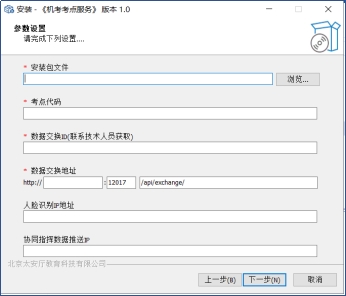 安装 - 《机考考点服务》 版本 1.0
参数设置
请完成下列设置....
* 安装包文件
浏览...
* 考点代码
* 数据交换ID(联系技术人员获取)
* 数据交换地址
http:// : 12017 /api/exchange/
人脸识别IP地址
协同指挥数据推送IP
北京太安厅教育科技有限公司
上一步(B) 下一步(N) 取消